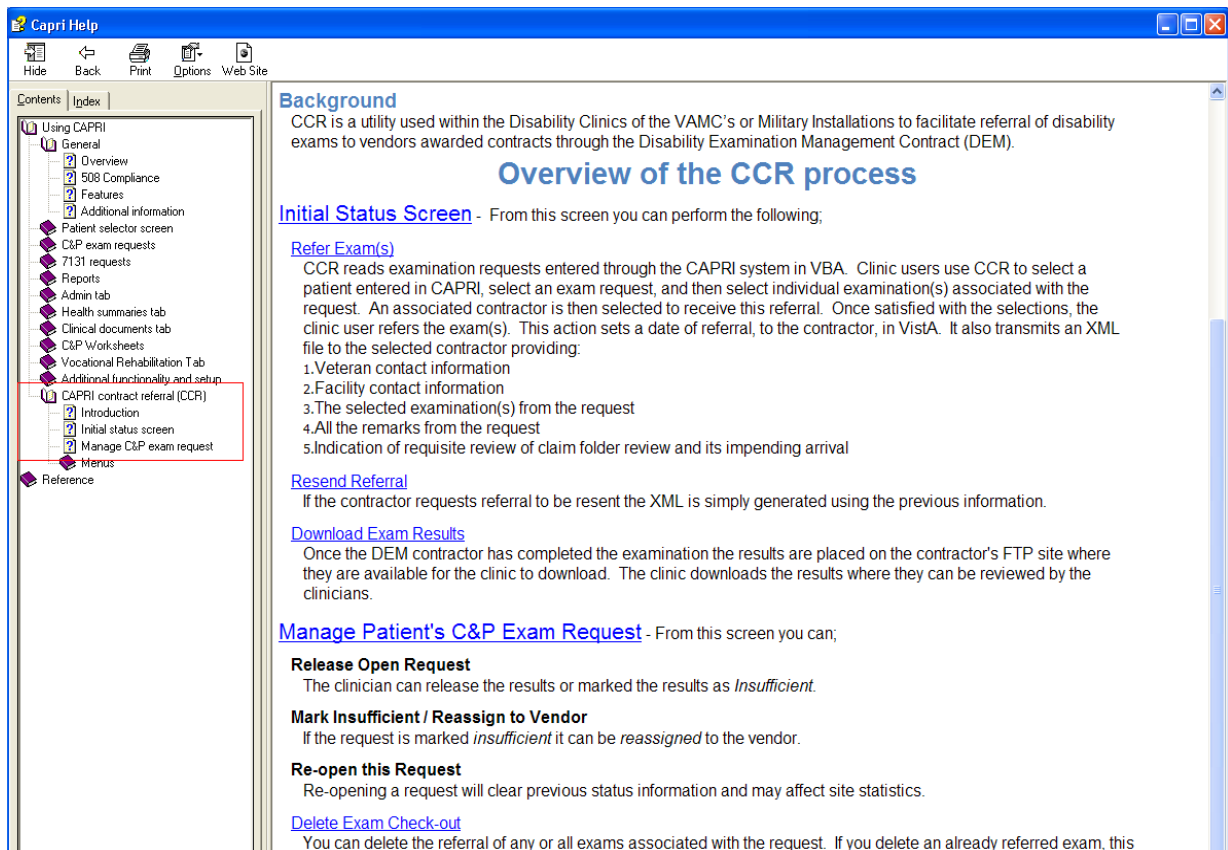 Capri Help
Hide Back Print Options Web Site
Contents Index
Using CAPRI
General
Overview
508 Compliance
Features
Additional information
Patient selector screen
C&P exam requests
7131 requests
Reports
Admin tab
Health summaries tab
Clinical documents tab
C&P Worksheets
Vocational Rehabilitation Tab
Additional functionality and setup
CAPRI contract referral (CCR)
Introduction
Initial status screen
Manage C&P exam request
Menus
Reference
Background
CCR is a utility used within the Disability Clinics of the VAMC's or Military Installations to facilitate referral of disability
exams to vendors awarded contracts through the Disability Examination Management Contract (DEM).
Overview of the CCR process
Initial Status Screen - From this screen you can perform the following;
Refer Exam(s)
CCR reads examination requests entered through the CAPRI system in VBA. Clinic users use CCR to select a
patient entered in CAPRI, select an exam request, and then select individual examination(s) associated with the
request. An associated contractor is then selected to receive this referral. Once satisfied with the selections, the
clinic user refers the exam(s). This action sets a date of referral, to the contractor, in VistA. It also transmits an XML
file to the selected contractor providing:
1.Veteran contact information
2.Facility contact information
3.The selected examination(s) from the request
4.All the remarks from the request
5.Indication of requisite review of claim folder review and its impending arrival
Resend Referral
If the contractor requests referral to be resent the XML is simply generated using the previous information.
Download Exam Results
Once the DEM contractor has completed the examination the results are placed on the contractor's FTP site where
they are available for the clinic to download. The clinic downloads the results where they can be reviewed by the
clinicians.
Manage Patient's C&P Exam Request - From this screen you can;
Release Open Request
The clinician can release the results or marked the results as Insufficient.
Mark Insufficient / Reassign to Vendor
If the request is marked insufficient it can be reassigned to the vendor.
Re-open this Request
Re-opening a request will clear previous status information and may affect site statistics.
Delete Exam Check-out
You can delete the referral of any or all exams associated with the request. If you delete an already referred exam, this